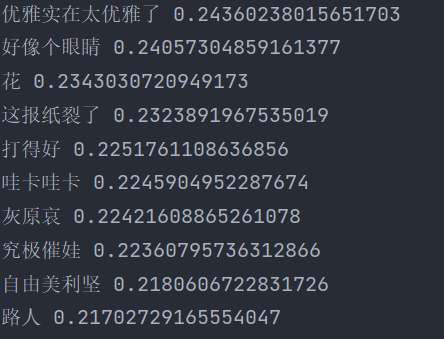 优雅实在太优雅了 0.24360238015651703
好像个眼睛 0.24057304859161377
花 0.2343030720949173
这报纸裂了 0.2323891967535019
打得好 0.2251761108636856
哇卡哇卡 0.2245904952287674
灰原哀 0.22421608865261078
究极催娃 0.22360795736312866
自由美利坚 0.2180606722831726
路人 0.21702729165554047